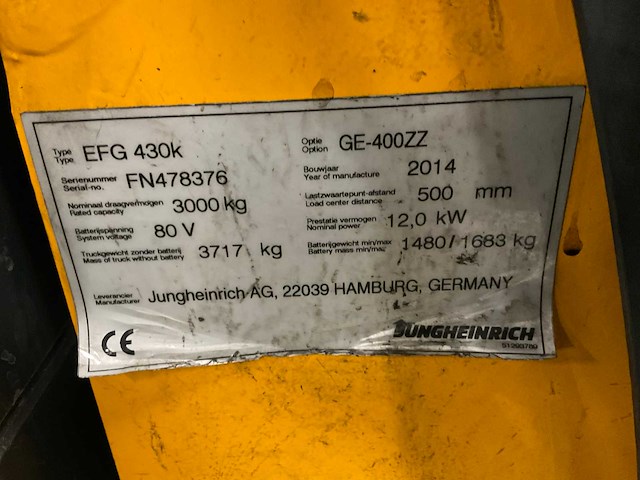 Type EFG 430k Optie GE-400ZZ
Type Option
Serienummer FN478376 Bouwjaar 2014
Serial-no. Year of manufacture
Nominaal draagvermogen 3000 kg Lastzwaartepunt-afstand 500 mm
Rated capacity Load center distance
Batterijspanning 80 V Prestatie vermogen 12,0 kW
System voltage Nominal power
Truckgewicht zonder batterij 3717 kg Batterijgewicht min/max 1480/1683 kg
Mass of truck without battery Battery mass min/max
Leverancier Jungheinrich AG, 22039 HAMBURG, GERMANY
Manufacturer
CE JUNGHEINRICH